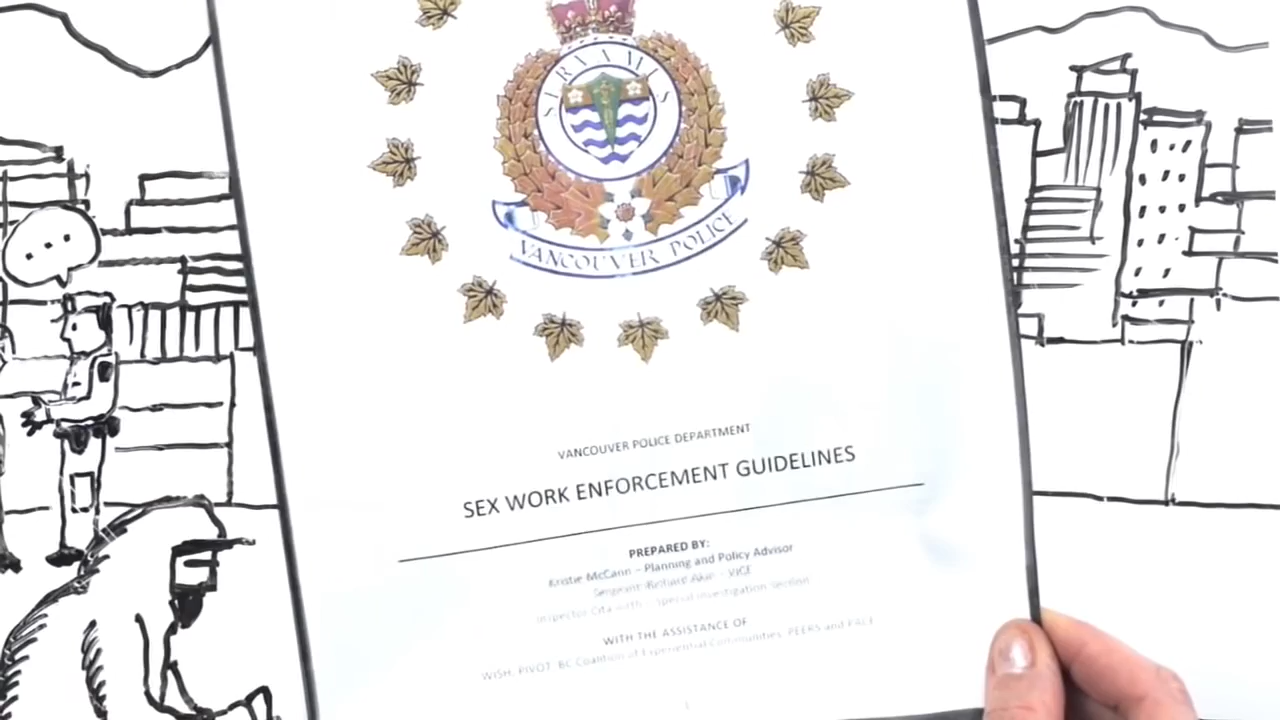 SERVAMUS
VANCOUVER POLICE
VANCOUVER POLICE DEPARTMENT
SEX WORK ENFORCEMENT GUIDELINES
PREPARED BY:
Kristie McCann – Planning and Policy Advisor
Sergeant Richard Akin – VICE
Inspector – Special Investigation Section
WITH THE ASSISTANCE OF
WISH, PIVOT, BC Coalition of Experiential Communities, PEERS and PACE
1